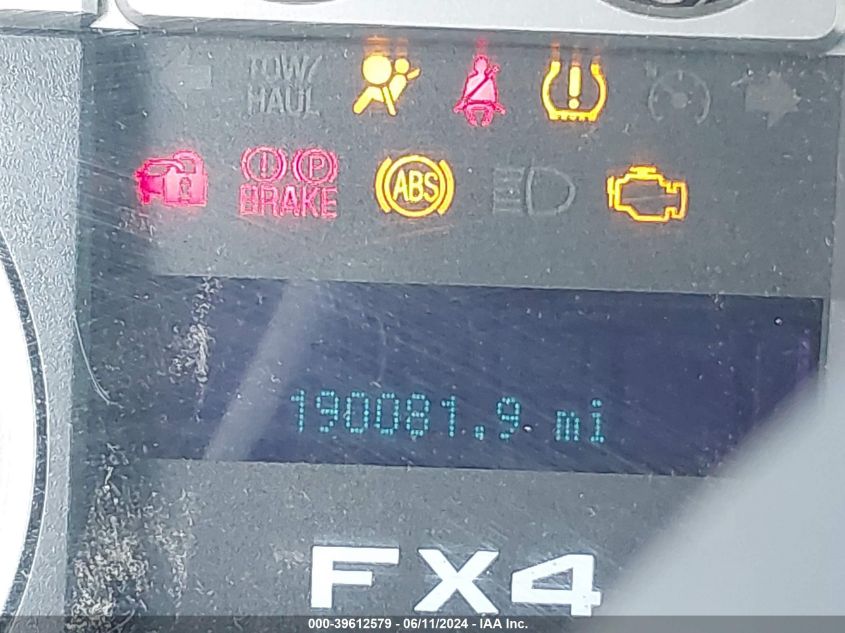 TOW/
HAUL
P
BRAKE
ABS
190081.9 mi
FX4
000-39612579 - 06/11/2024 - IAA Inc.